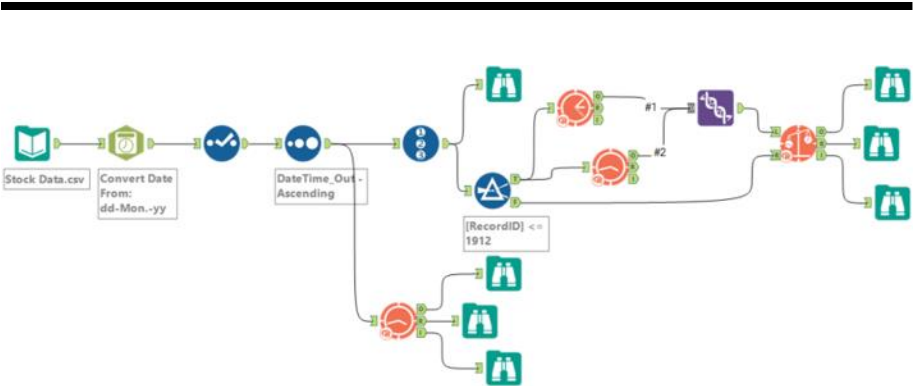 #1
#2
Stock Data.csv
Convert Date
From:
dd-Mon.-yy
DateTime_Out -
Ascending
[RecordID] <=
1912